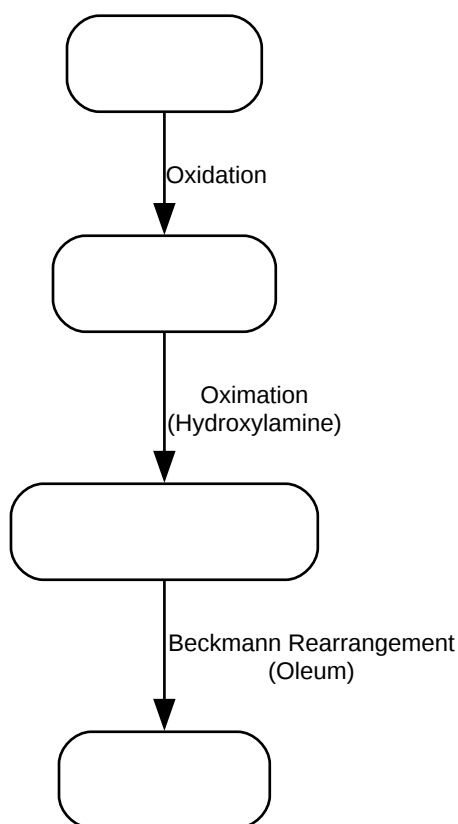 Oxidation
Oximation
(Hydroxylamine)
Beckmann Rearrangement
(Oleum)